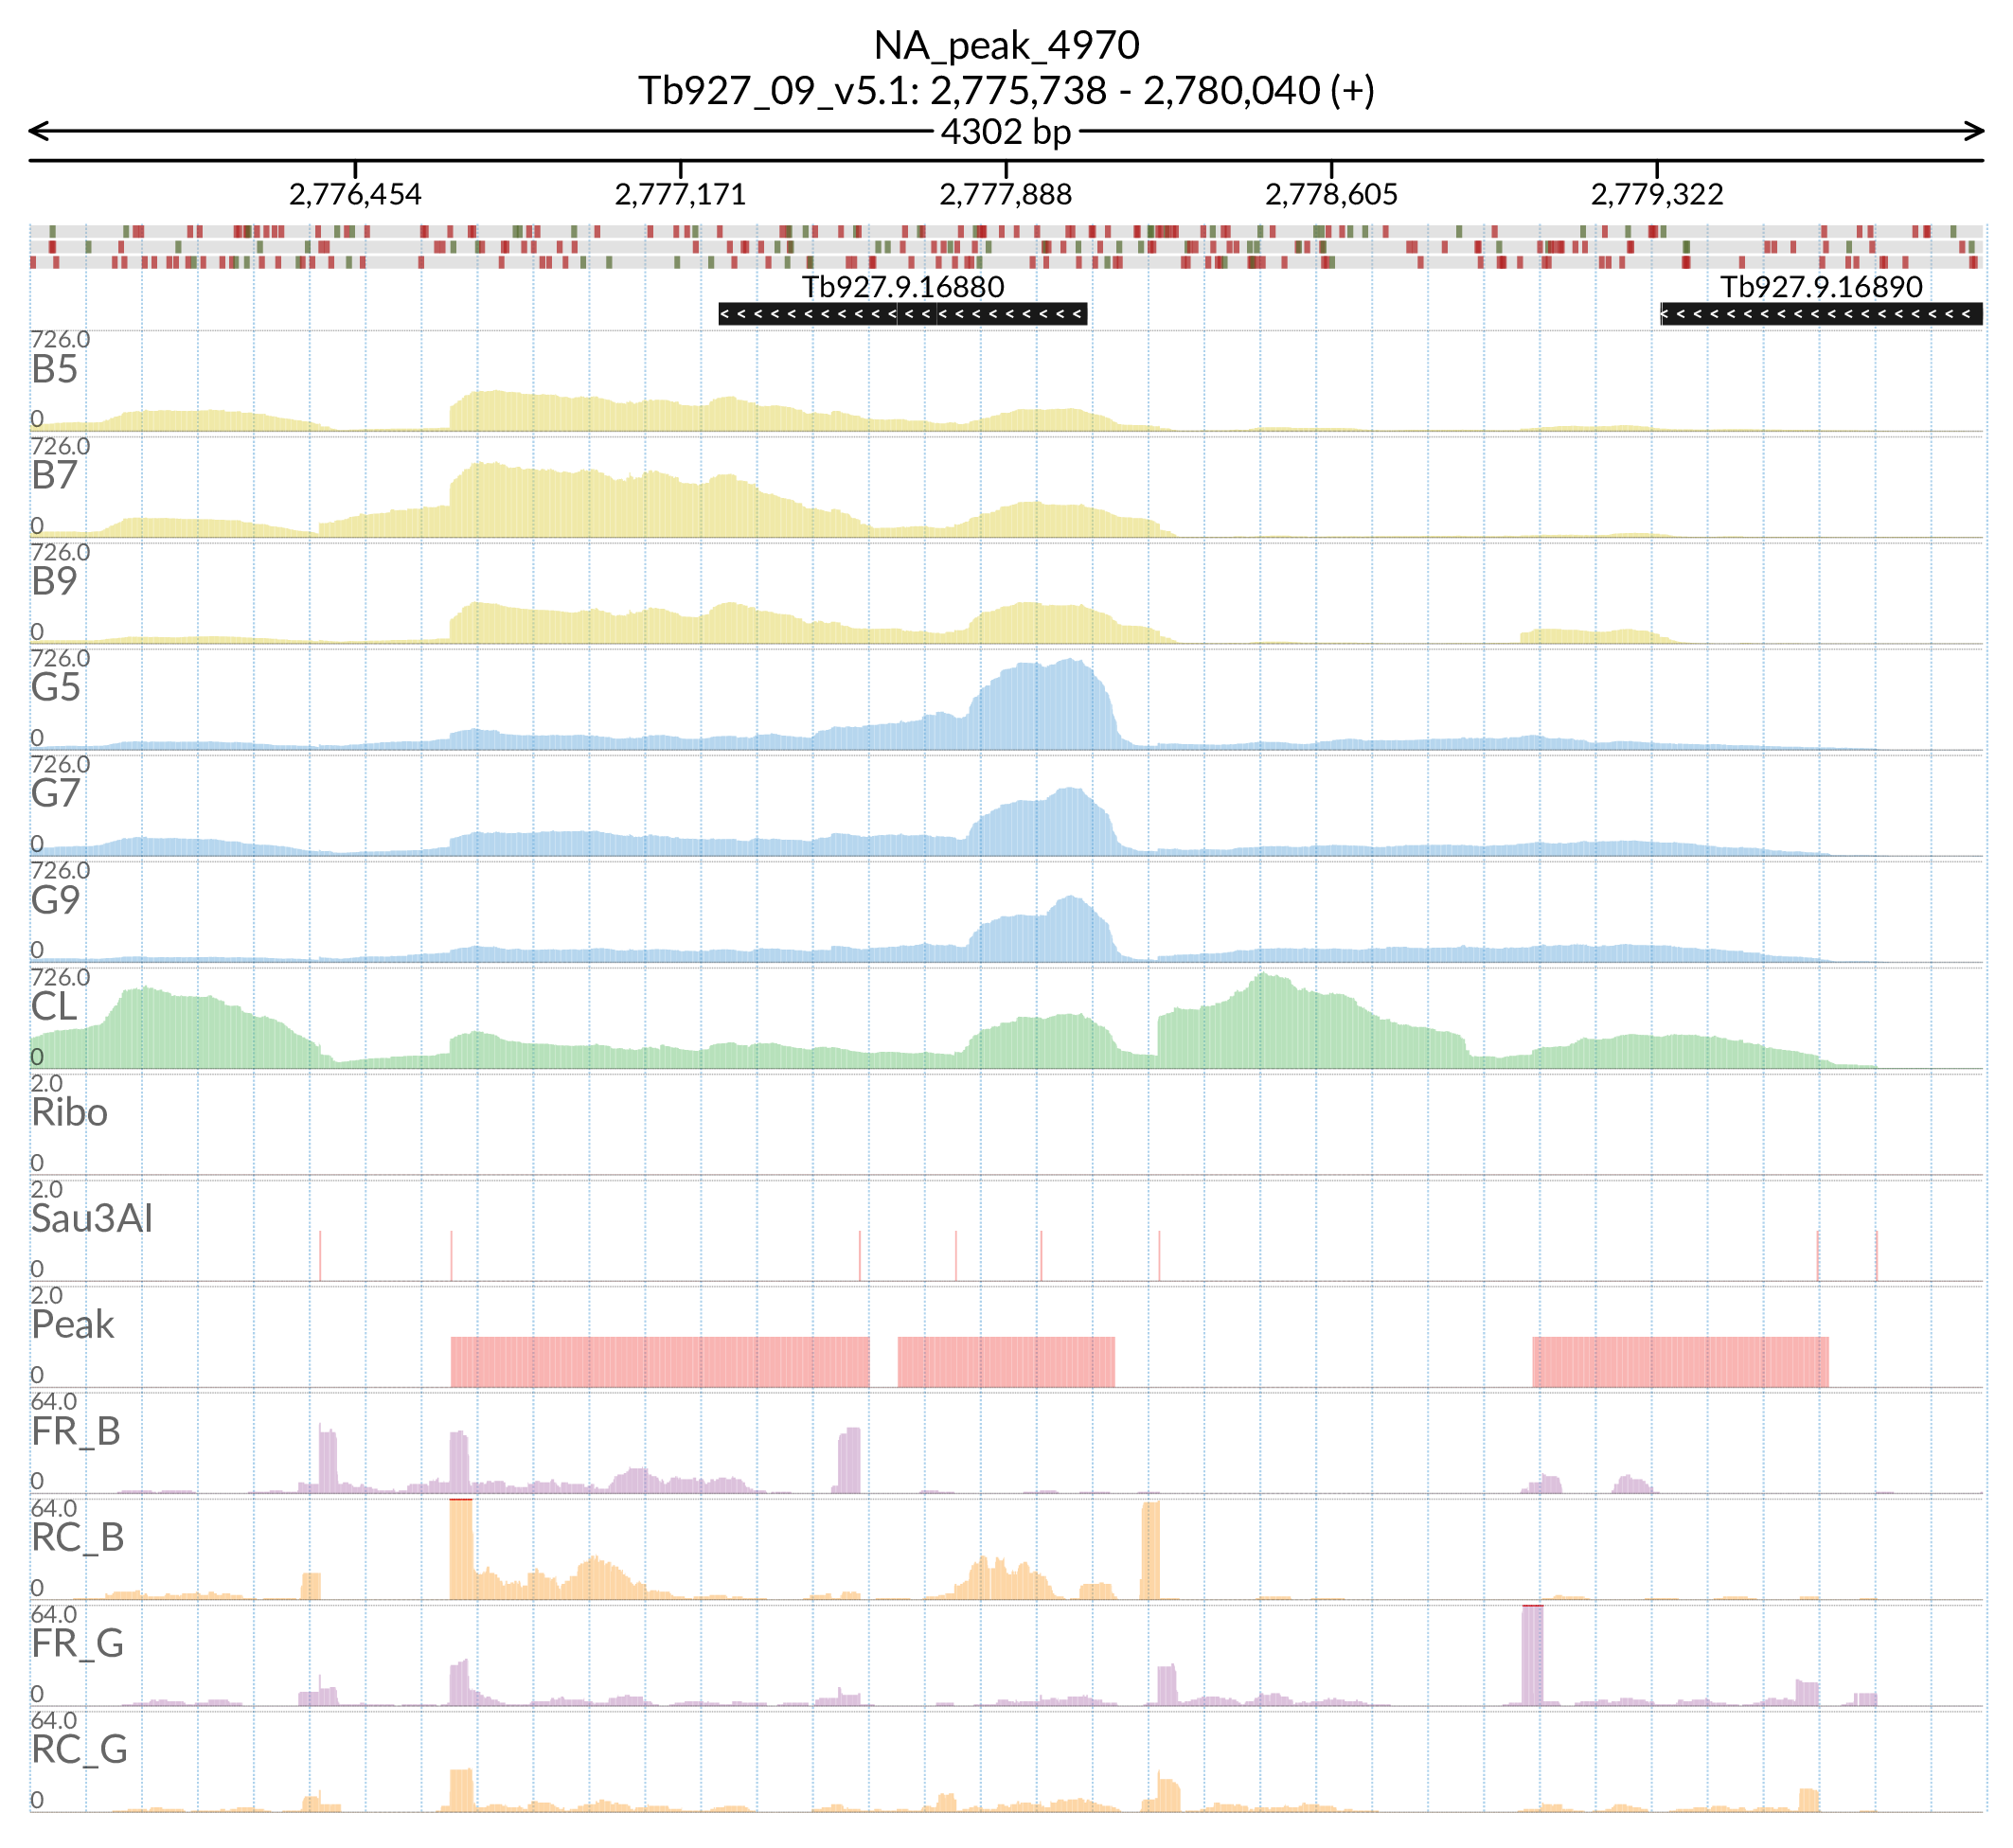 NA_peak_4970
Tb927_09_v5.1: 2,775,738 - 2,780,040 (+)
4302 bp
2,776,454 2,777,171 2,777,888 2,778,605 2,779,322
Tb927.9.16880 Tb927.9.16890
726.0
B5
0
726.0
B7
0
726.0
B9
0
726.0
G5
0
726.0
G7
0
726.0
G9
0
726.0
CL
0
2.0
Ribo
0
2.0
Sau3AI
0
2.0
Peak
0
64.0
FR_B
0
64.0
RC_B
0
64.0
FR_G
0
64.0
RC_G
0